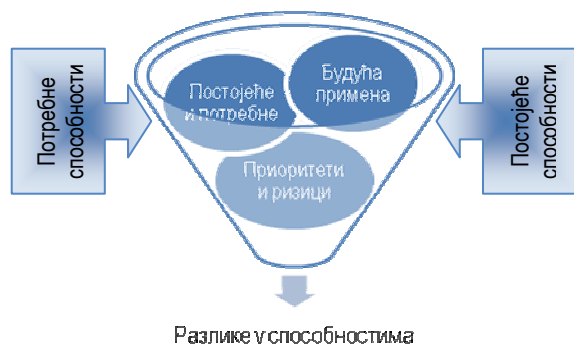 Потребне
способности
Постојеће
и потребне
Будућа
примена
Приоритети
и ризици
Постојеће
способности
Разлике у способностима